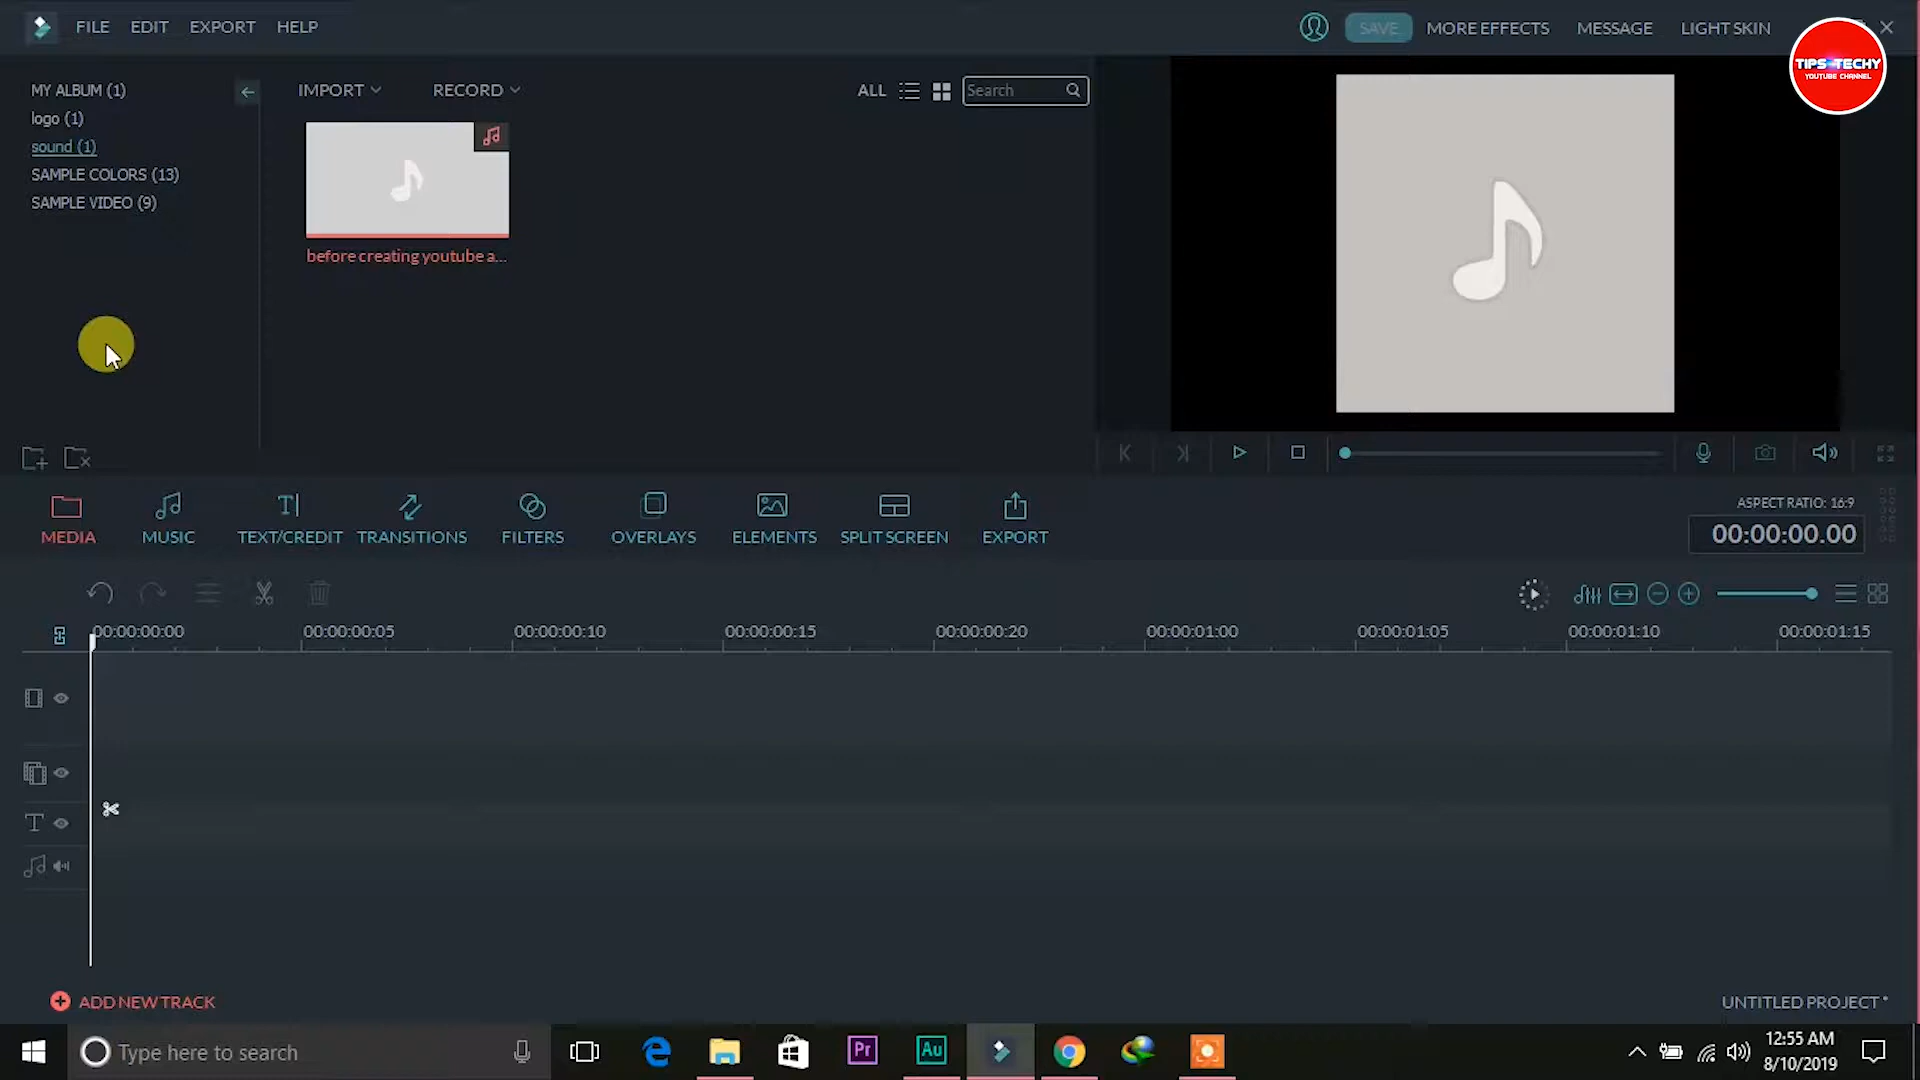 FILE EDIT EXPORT HELP
SAVE MORE EFFECTS MESSAGE LIGHT SKIN
TIPS TECHY
YOUTUBE CHANNEL
MY ALBUM (1)
logo (1)
sound (1)
SAMPLE COLORS (13)
SAMPLE VIDEO (9)
IMPORT RECORD ALL Search
before creating youtube a...
MEDIA MUSIC TEXT/CREDIT TRANSITIONS FILTERS OVERLAYS ELEMENTS SPLIT SCREEN EXPORT
ASPECT RATIO: 16:9
00:00:00.00
00:00:00:00 00:00:00:05 00:00:00:10 00:00:00:15 00:00:00:20 00:00:01:00 00:00:01:05 00:00:01:10 00:00:01:15
ADD NEW TRACK
UNTITLED PROJECT *
Type here to search
Pr
Au
12:55 AM
8/10/2019